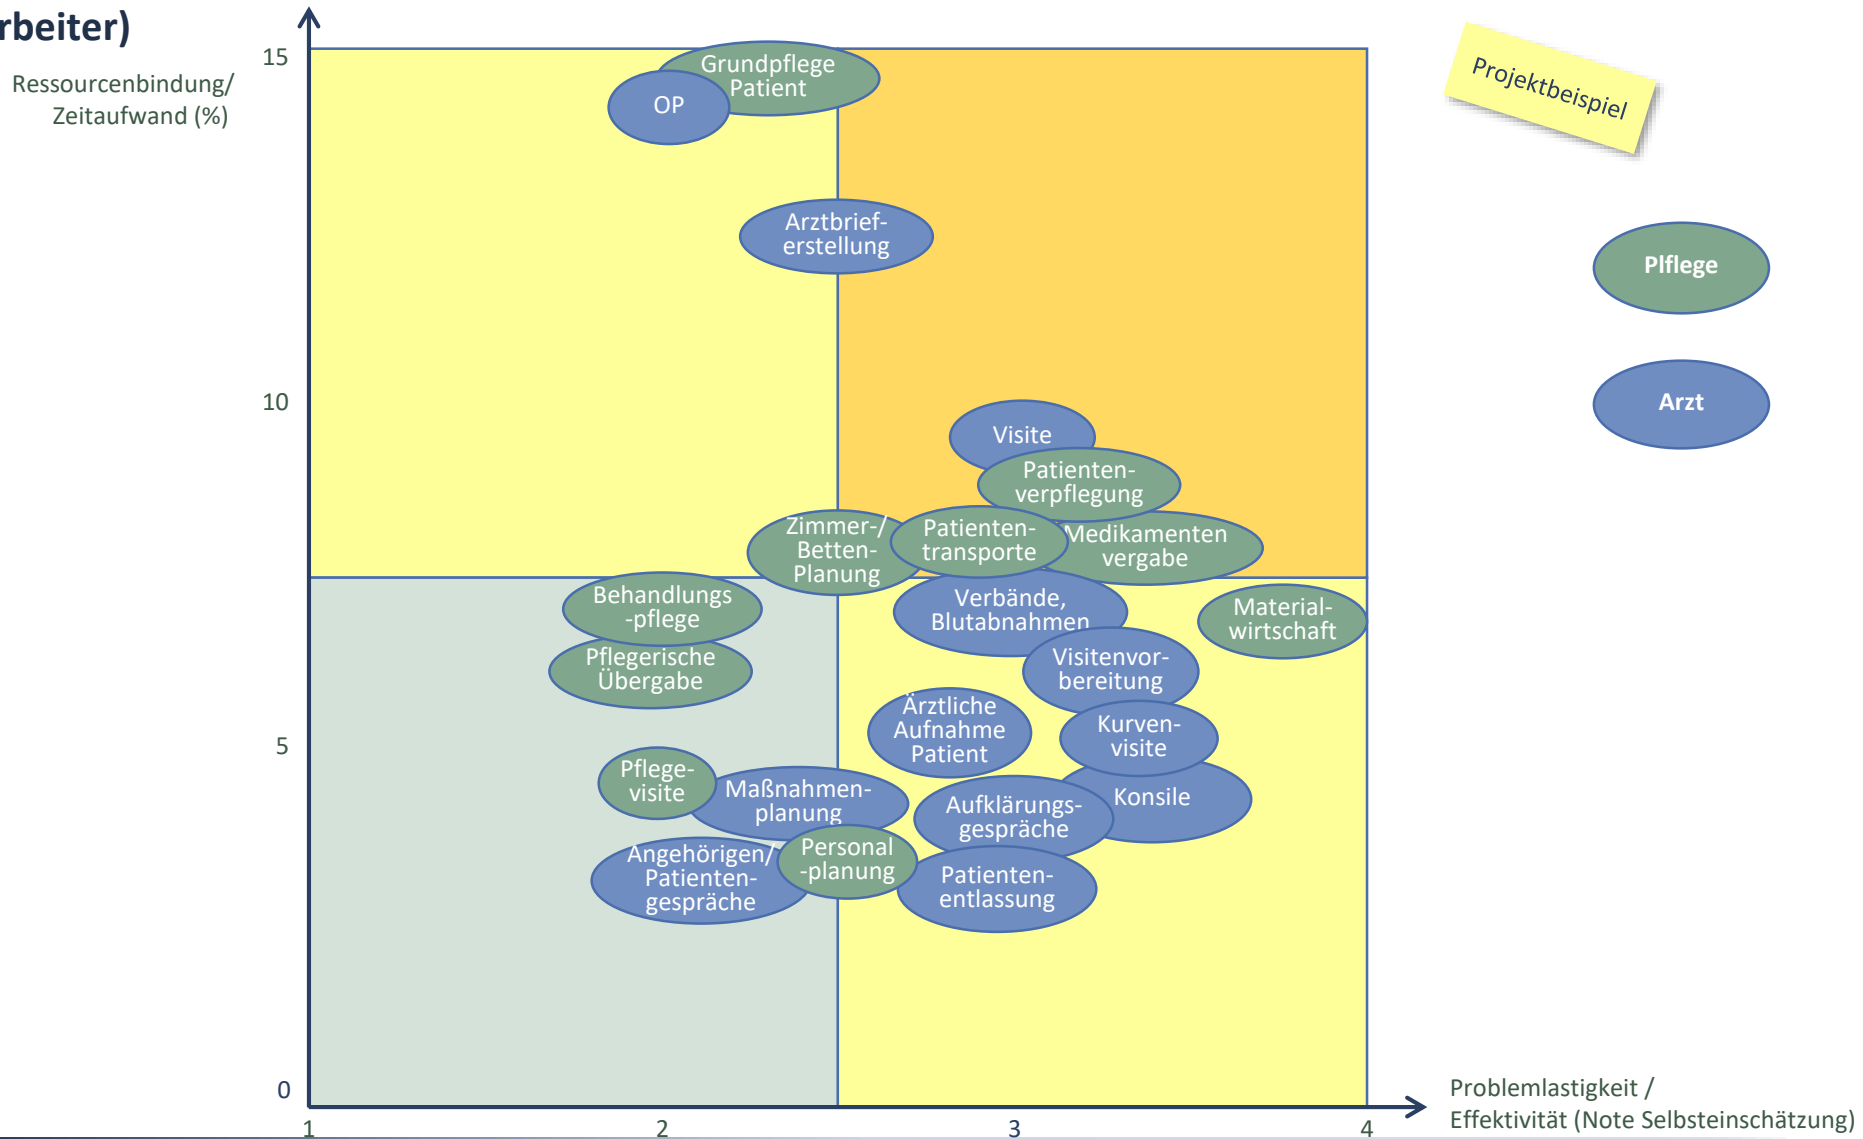 rbeiter)
Ressourcenbindung/
Zeitaufwand (%)
15
10
5
0
1
2
3
4
Problemlastigkeit /
Effektivität (Note Selbsteinschätzung)
Projektbeispiel
Plflege
Arzt
Grundpflege
Patient
OP
Arztbrief-
erstellung
Visite
Patienten-
verpflegung
Zimmer-/
Betten-
Planung
Patienten-
transporte
Medikamenten
vergabe
Behandlungs
-pflege
Pflegerische
Übergabe
Verbände,
Blutabnahmen
Material-
wirtschaft
Visitenvor-
bereitung
Ärztliche
Aufnahme
Patient
Kurven-
visite
Pflege-
visite
Maßnahmen-
planung
Aufklärungs-
gespräche
Konsile
Angehörigen/
Patienten-
gespräche
Personal
-planung
Patienten-
entlassung